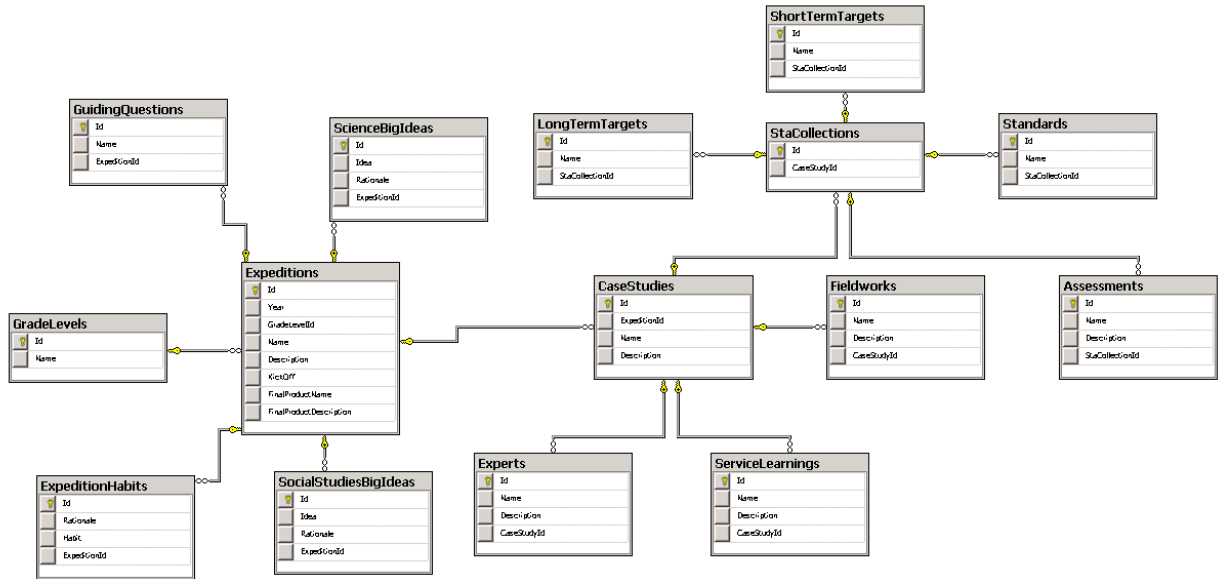 ShortTermTargets
Id
Name
StaCollectionId
GuidingQuestions
Id
Name
ExpeditionId
ScienceBigIdeas
Id
Idea
Rationale
ExpeditionId
LongTermTargets
Id
Name
StaCollectionId
StaCollections
Id
CaseStudyId
Standards
Id
Name
StaCollectionId
Expeditions
Id
Year
GradeLevelId
Name
Description
KickOff
FinalProductName
FinalProductDescription
CaseStudies
Id
ExpeditionId
Name
Description
Fieldworks
Id
Name
Description
CaseStudyId
Assessments
Id
Name
Description
StaCollectionId
GradeLevels
Id
Name
ExpeditionHabits
Id
Rationale
Habit
ExpeditionId
SocialStudiesBigIdeas
Id
Idea
Rationale
ExpeditionId
Experts
Id
Name
Description
CaseStudyId
ServiceLearnings
Id
Name
Description
CaseStudyId